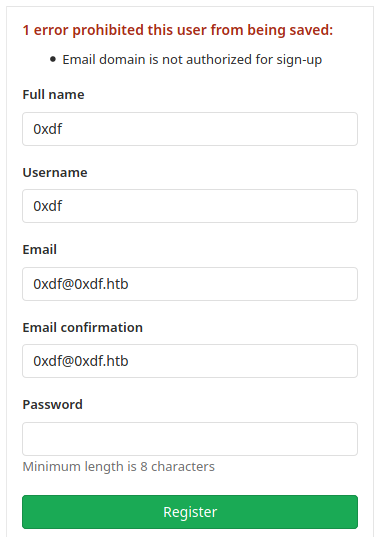 1 error prohibited this user from being saved:
Email domain is not authorized for sign-up
Full name
0xdf
Username
0xdf
Email
0xdf@0xdf.htb
Email confirmation
0xdf@0xdf.htb
Password
Minimum length is 8 characters
Register